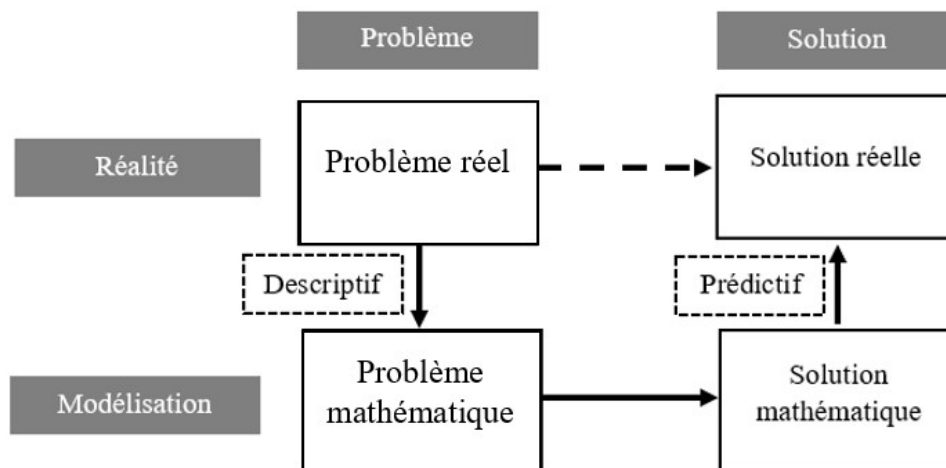 Problème
Solution
Réalité
Problème réel
Solution réelle
Descriptif
Prédictif
Modélisation
Problème
mathématique
Solution
mathématique